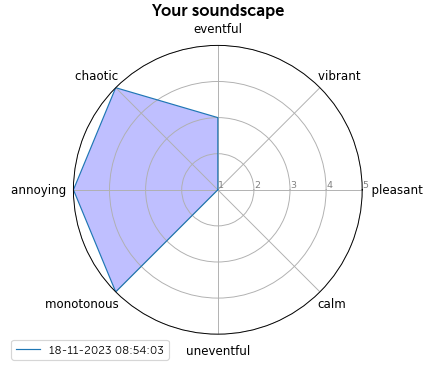 Your soundscape
eventful
chaotic
vibrant
annoying
1 2 3 4 5
pleasant
monotonous
calm
uneventful
18-11-2023 08:54:03